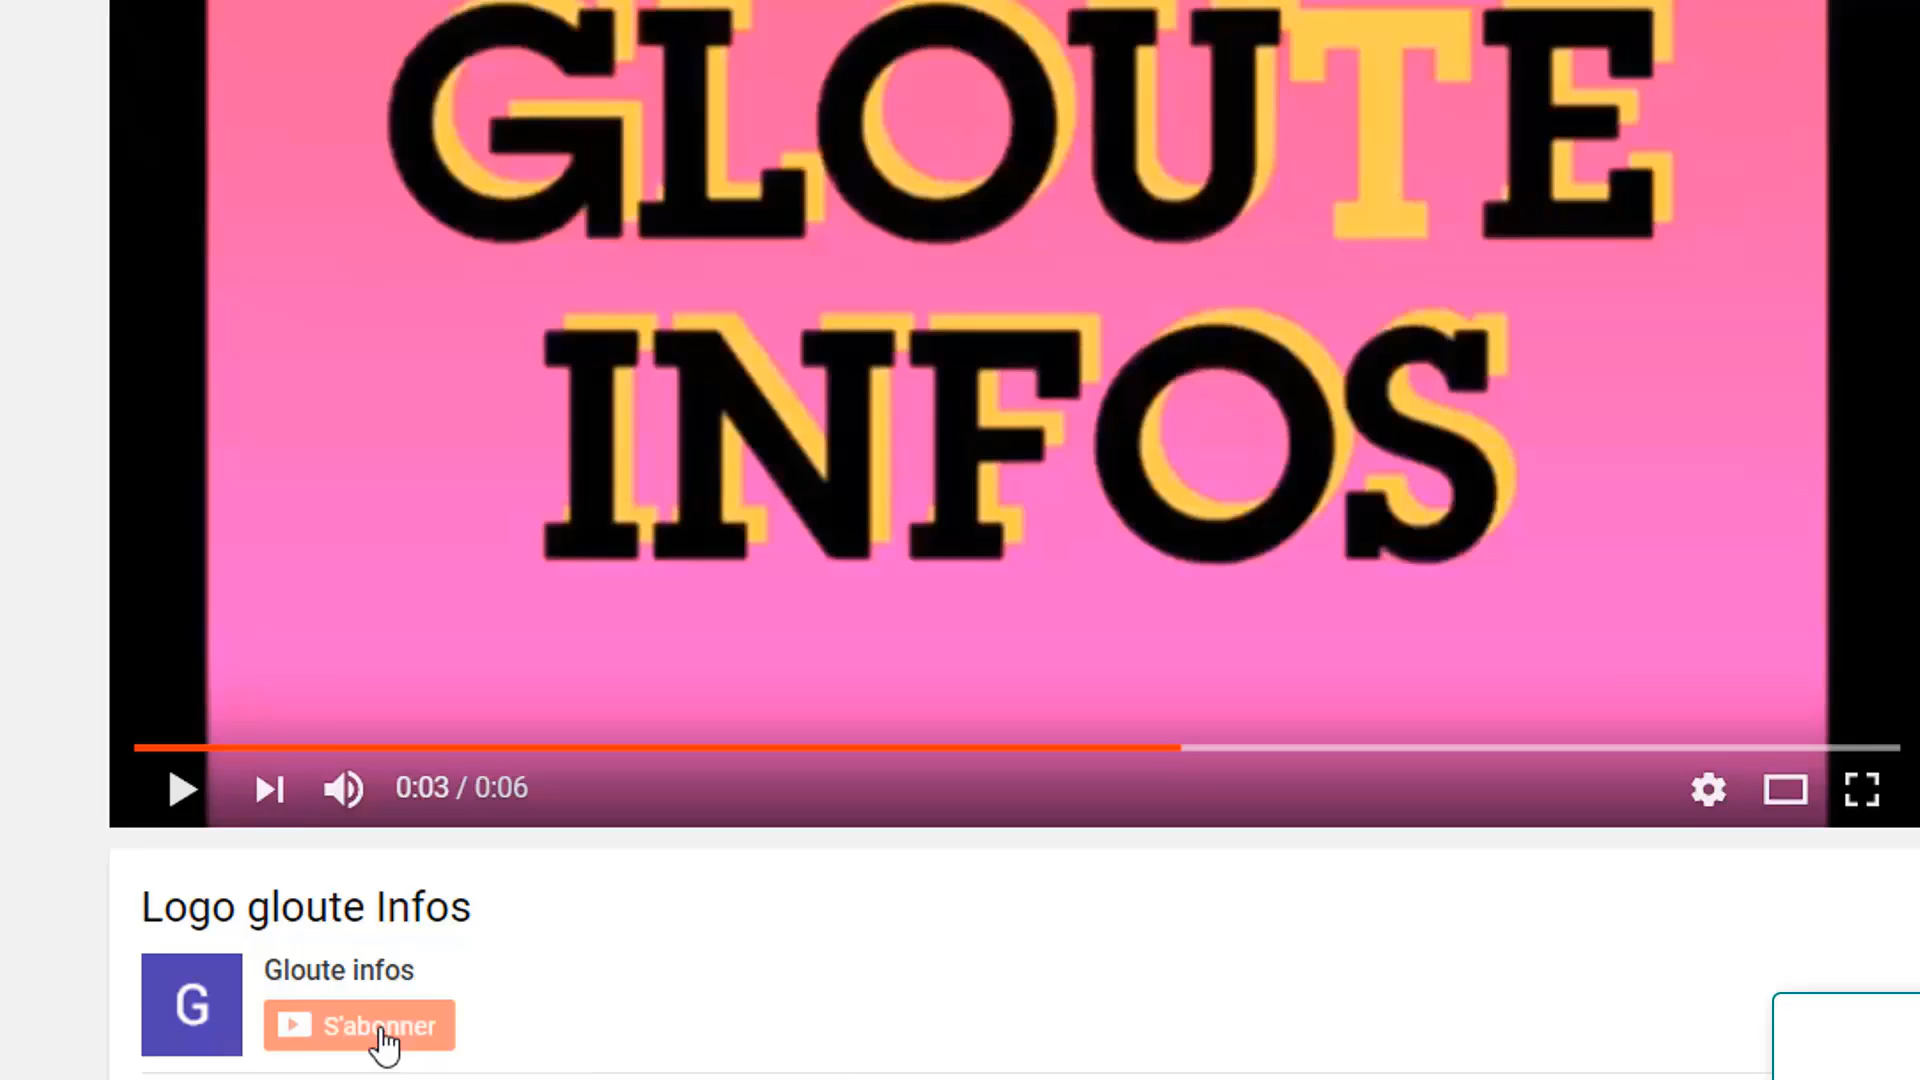 GLOUTE
INFOS
0:03 / 0:06
Logo gloute Infos
G
Gloute infos
S'abonner